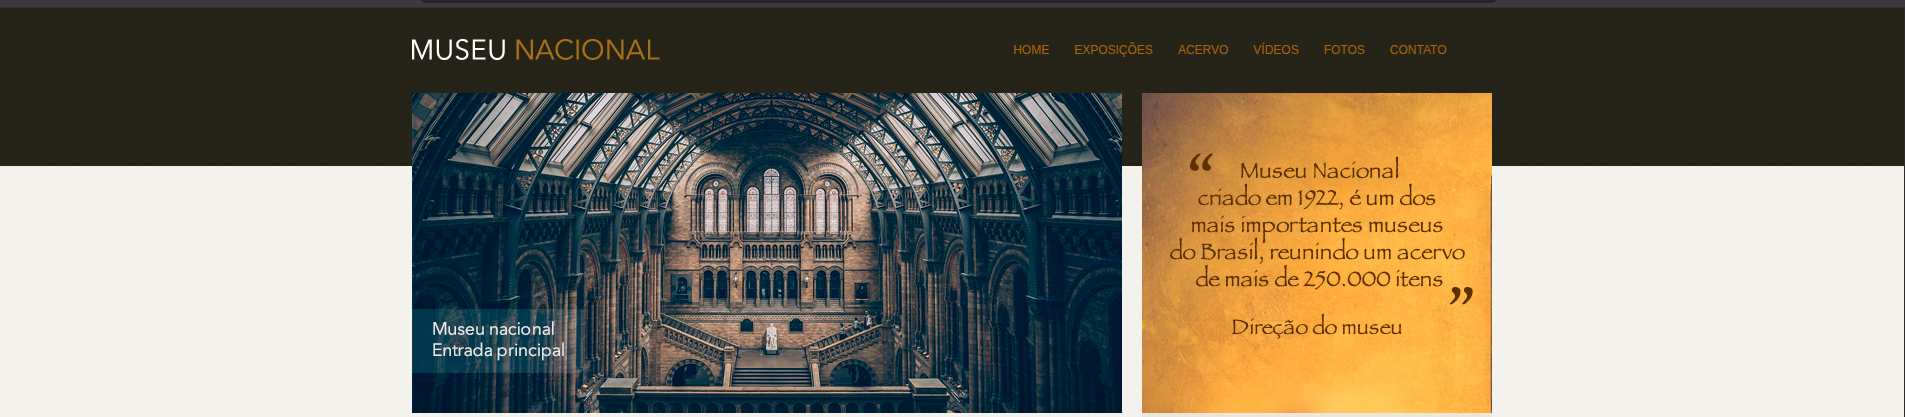 MUSEU NACIONAL
HOME EXPOSIÇÕES ACERVO VÍDEOS FOTOS CONTATO
Museu nacional
Entrada principal
“ Museu Nacional
criado em 1922, é um dos
mais importantes museus
do Brasil, reunindo um acervo
de mais de 250.000 itens ”
Direção do museu